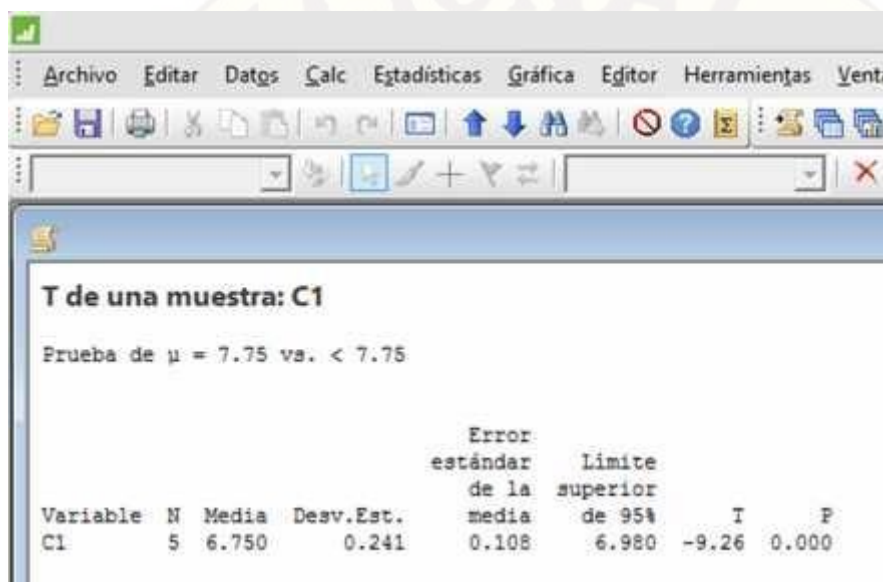 Archivo Editar Datos Calc Estadísticas Gráfica Editor Herramientas Vent
T de una muestra: C1
Prueba de μ = 7.75 vs. < 7.75
Error
estándar Límite
de la superior
Variable N Media Desv.Est. media de 95% T P
C1 5 6.750 0.241 0.108 6.980 -9.26 0.000